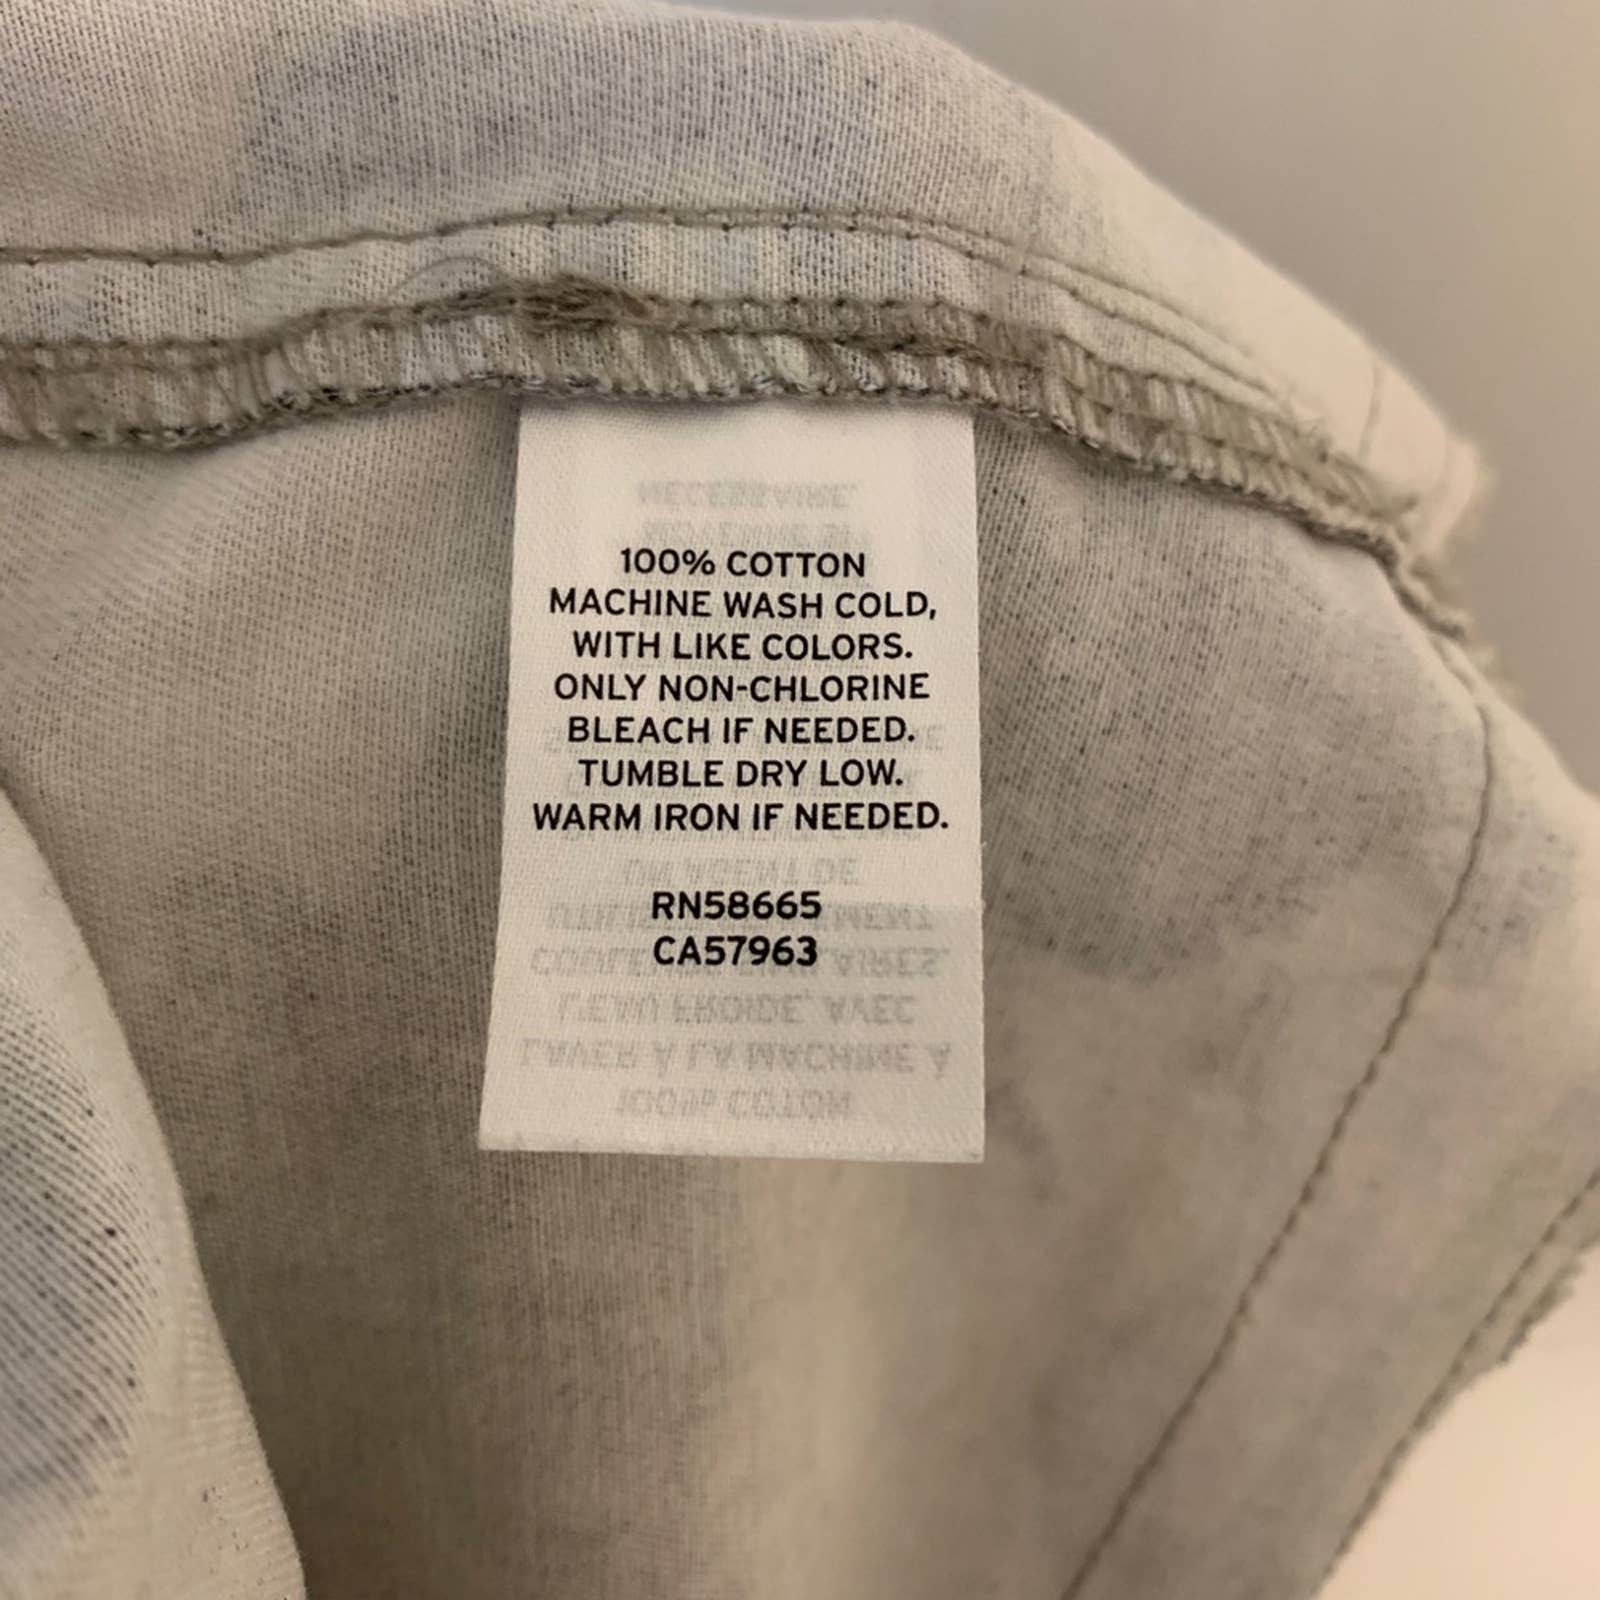 100% COTTON
MACHINE WASH COLD,
WITH LIKE COLORS.
ONLY NON-CHLORINE
BLEACH IF NEEDED.
TUMBLE DRY LOW.
WARM IRON IF NEEDED.
RN58665
CA57963